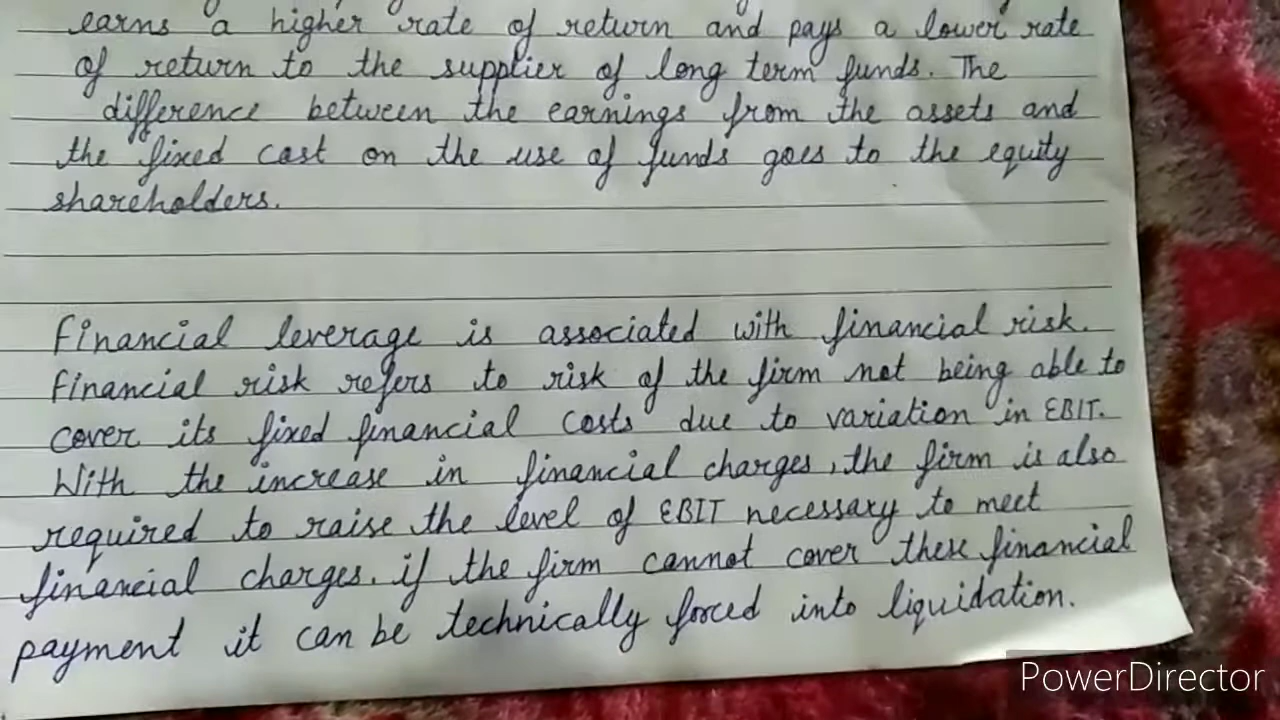 earns a higher rate of return and pays a lower rate
of return to the supplier of long term funds. The
difference between the earnings from the assets and
the fixed cast on the use of funds goes to the equity
shareholders.
Financial leverage is associated with financial risk.
Financial risk refers to risk of the firm not being able to
cover its fixed financial costs due to variation in EBIT.
With the increase in financial charges, the firm is also
required to raise the level of EBIT necessary to meet
financial charges. if the firm cannot cover these financial
payment it can be technically forced into liquidation.
PowerDirector